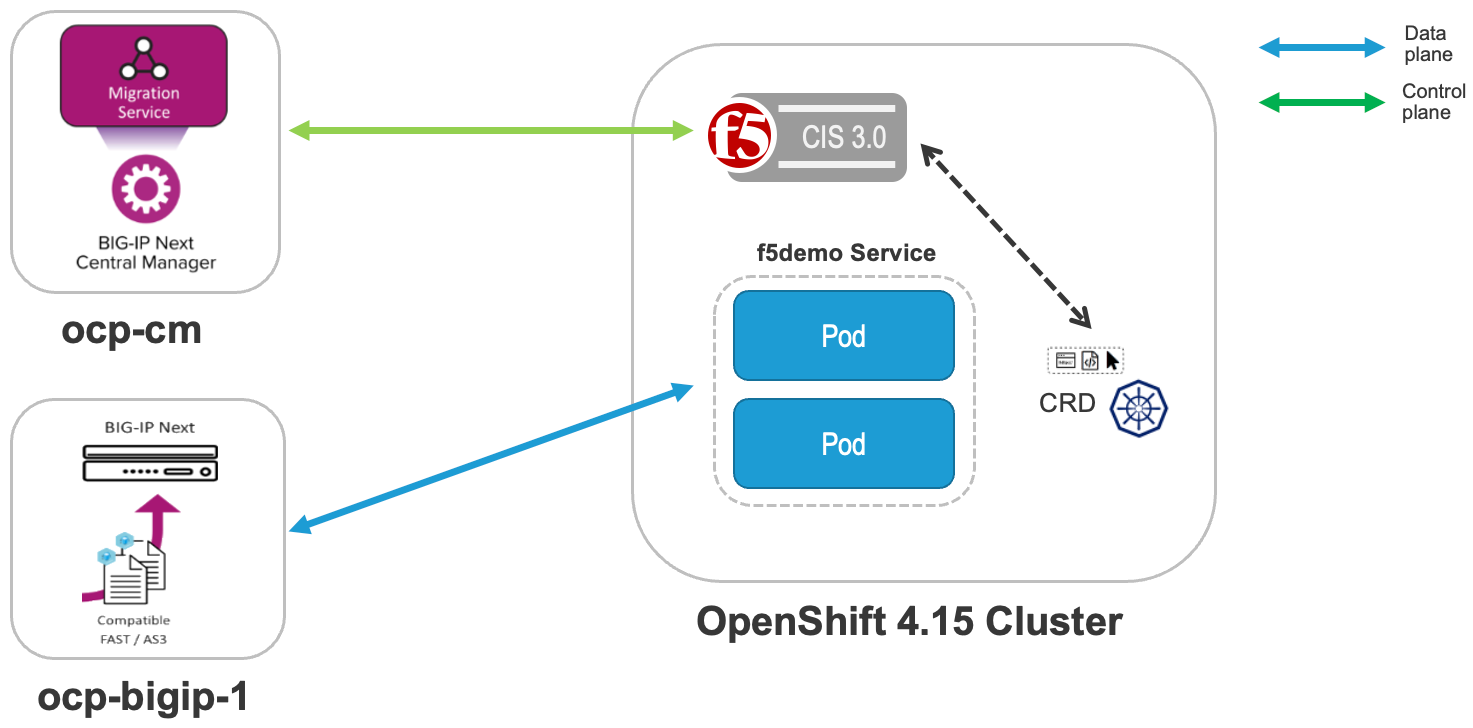 Migration
Service
BIG-IP Next
Central Manager
ocp-cm
BIG-IP Next
Compatible
FAST / AS3
ocp-bigip-1
f5
CIS 3.0
f5demo Service
Pod
Pod
CRD
OpenShift 4.15 Cluster
Data
plane
Control
plane